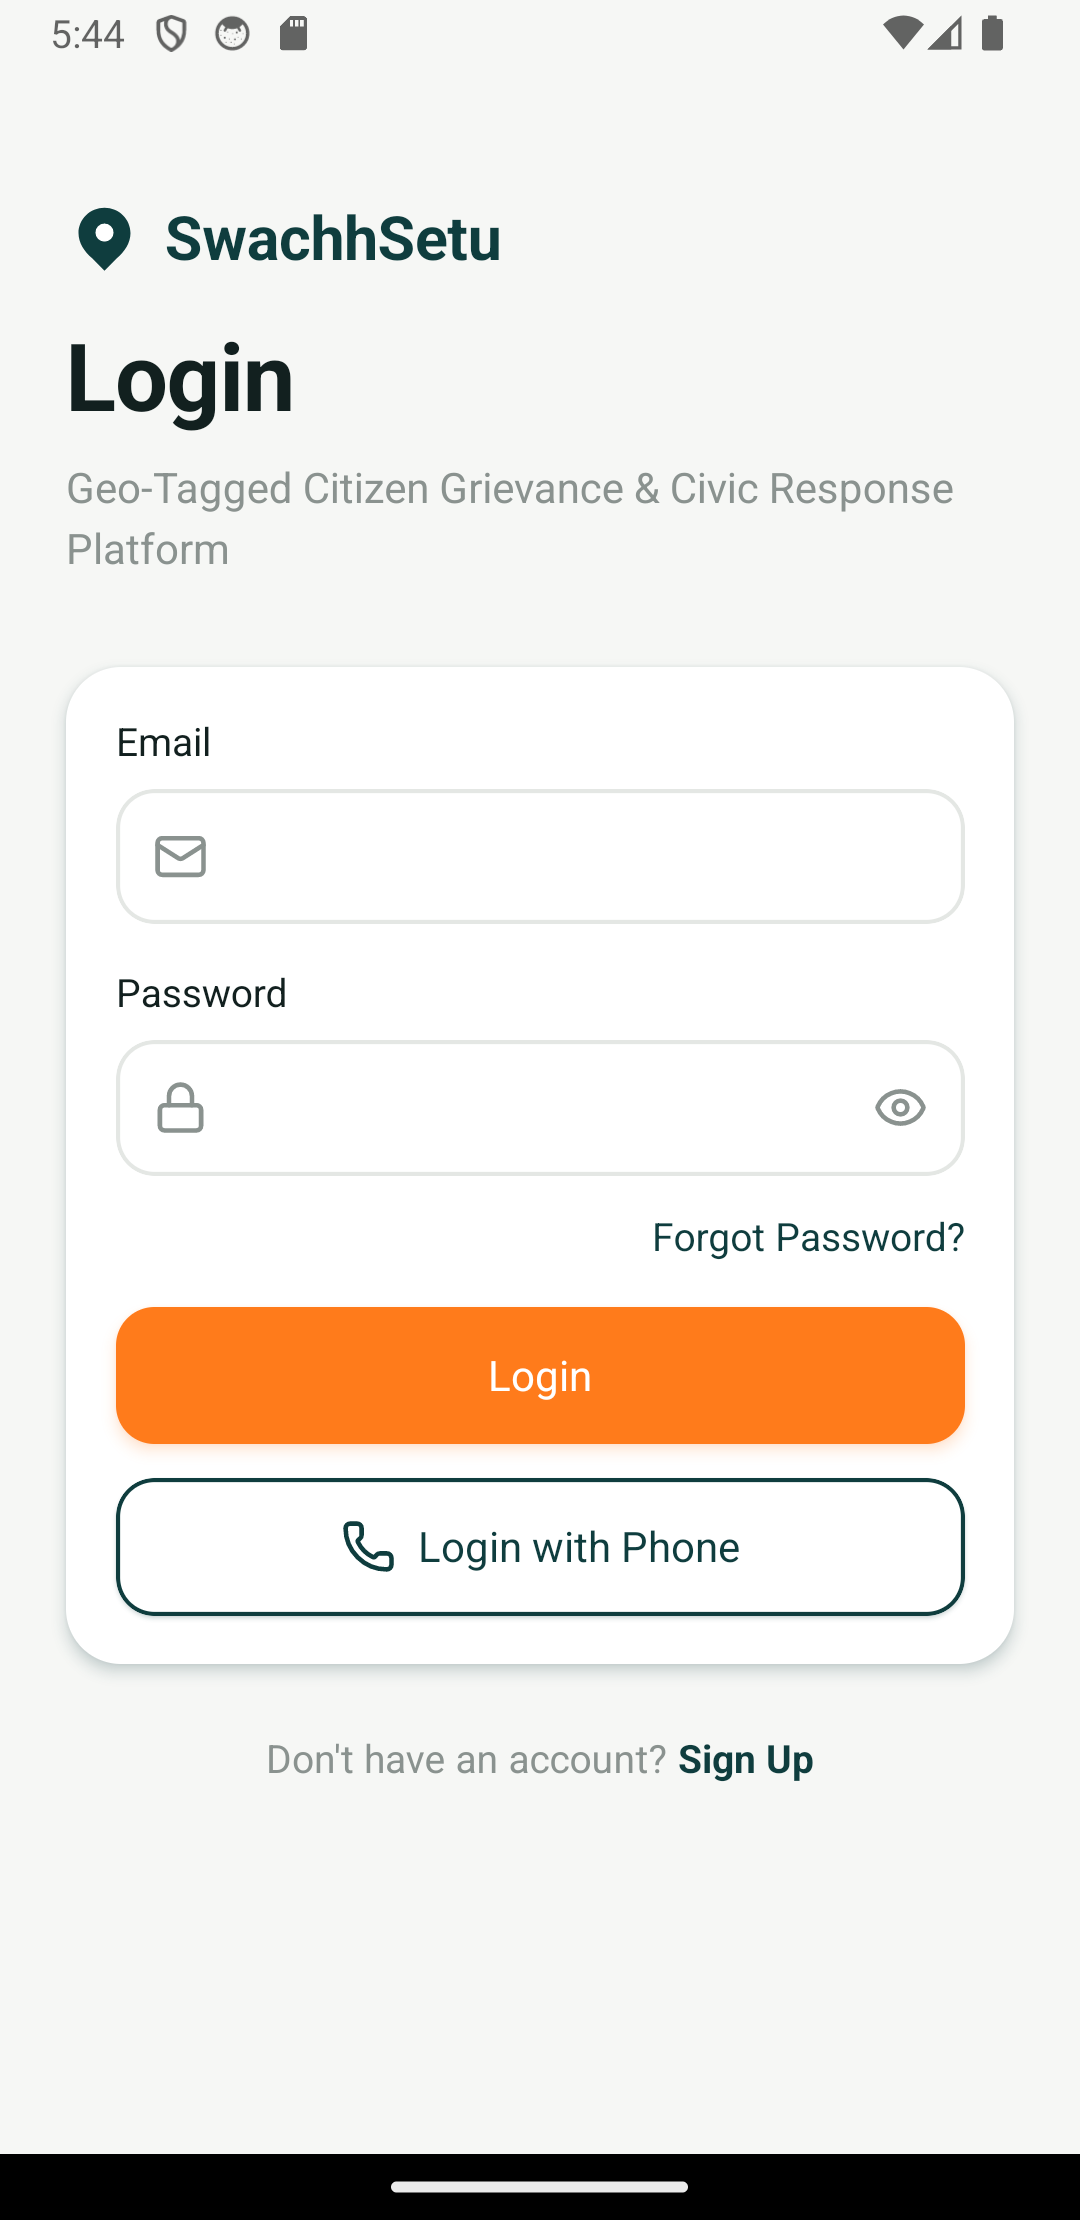 5:44
SwachhSetu
Login
Geo-Tagged Citizen Grievance & Civic Response
Platform
Email
Password
Forgot Password?
Login
Login with Phone
Don't have an account? Sign Up